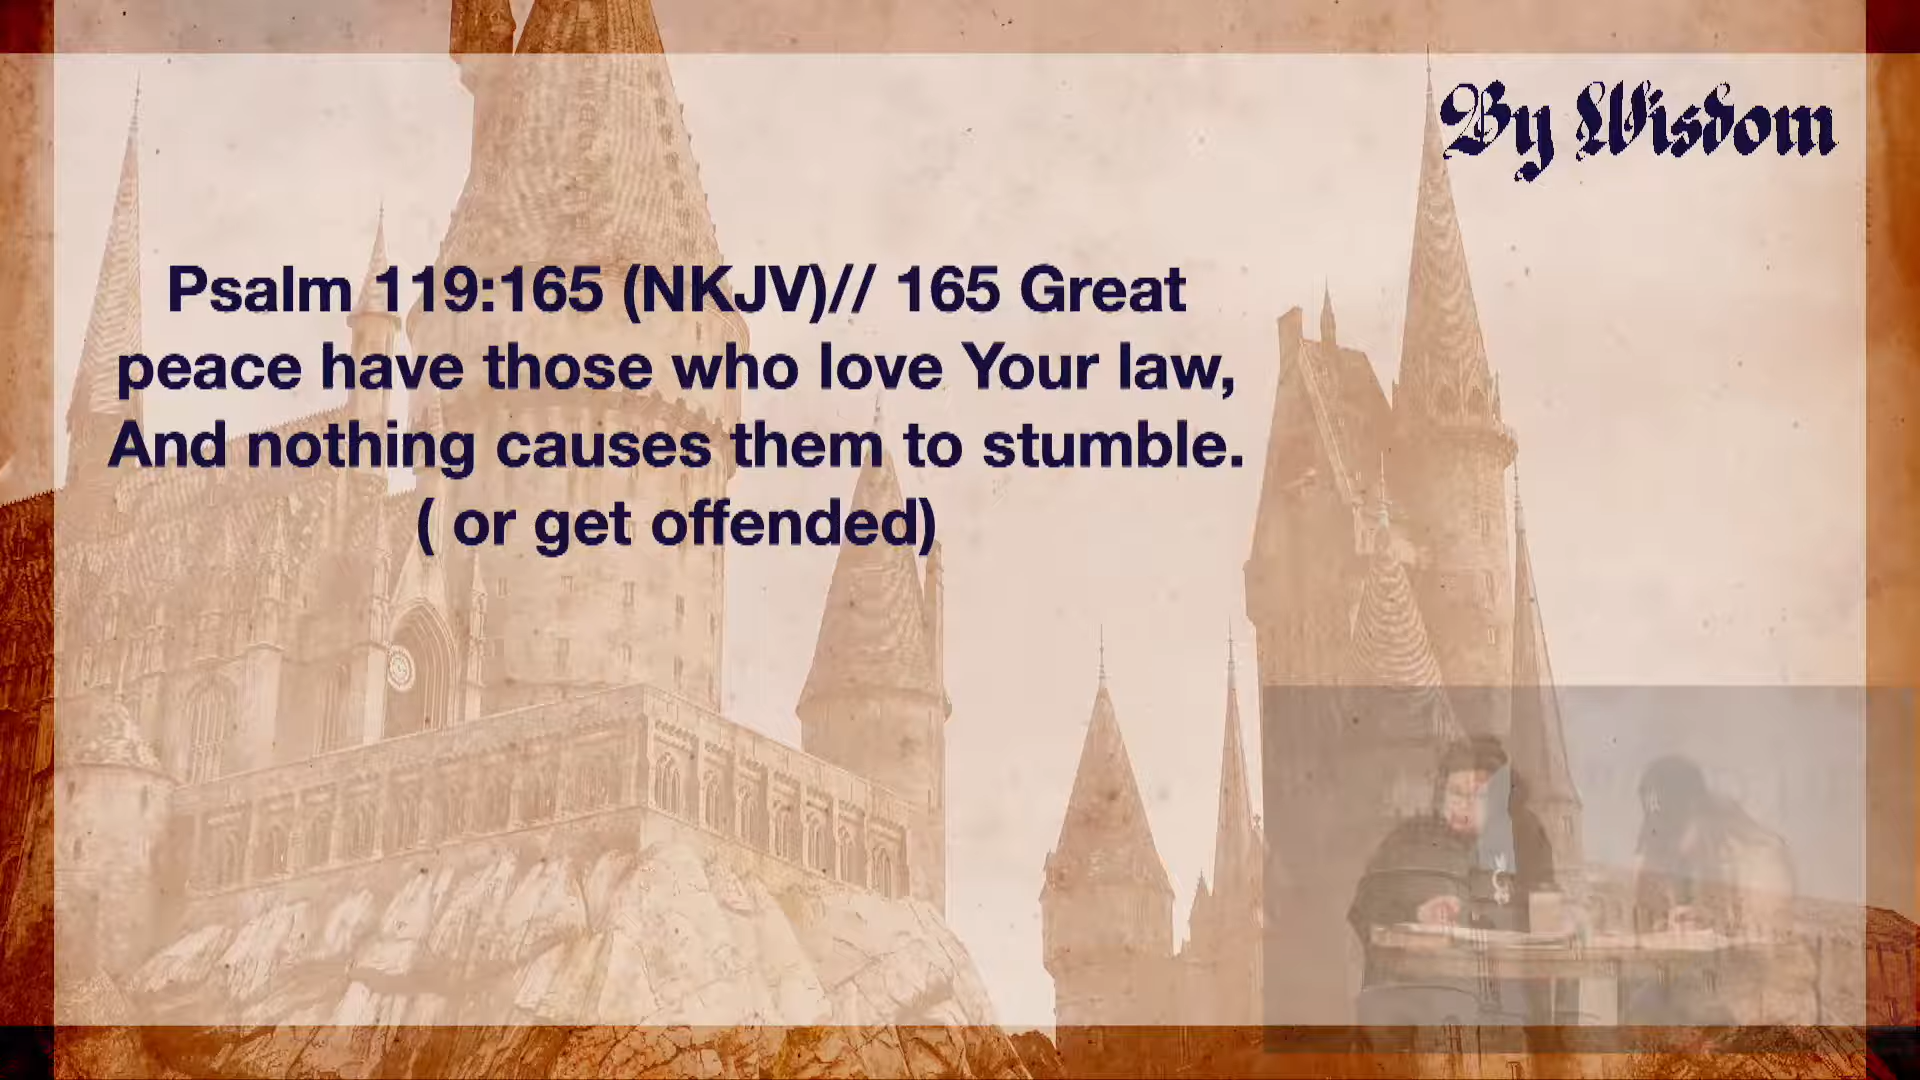 By Wisdom
Psalm 119:165 (NKJV)// 165 Great
peace have those who love Your law,
And nothing causes them to stumble.
( or get offended)